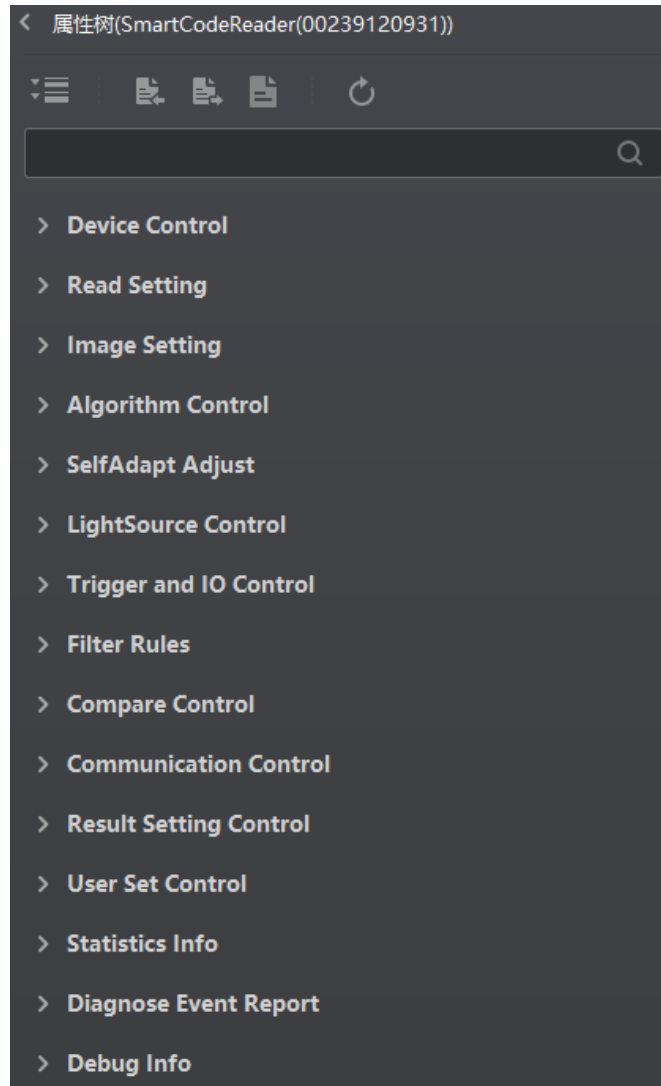 属性树(SmartCodeReader(00239120931))
Device Control
Read Setting
Image Setting
Algorithm Control
SelfAdapt Adjust
LightSource Control
Trigger and IO Control
Filter Rules
Compare Control
Communication Control
Result Setting Control
User Set Control
Statistics Info
Diagnose Event Report
Debug Info